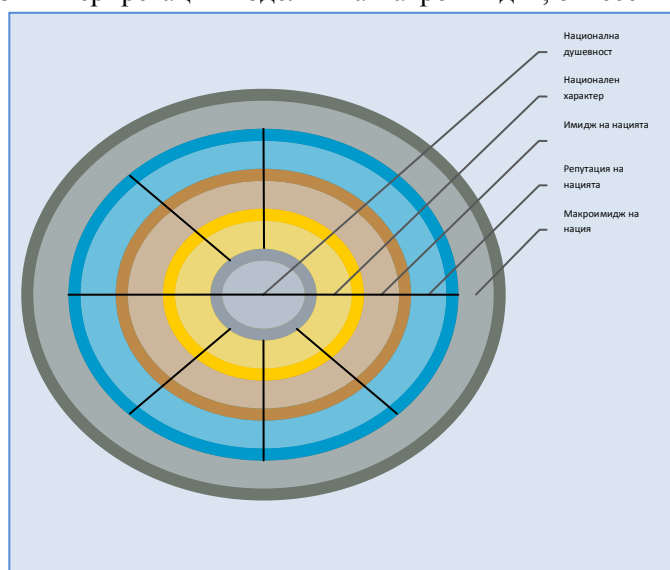 Национална
душевност
Национален
характер
Имидж на нацията
Репутация на
нацията
Макроимидж на
нация